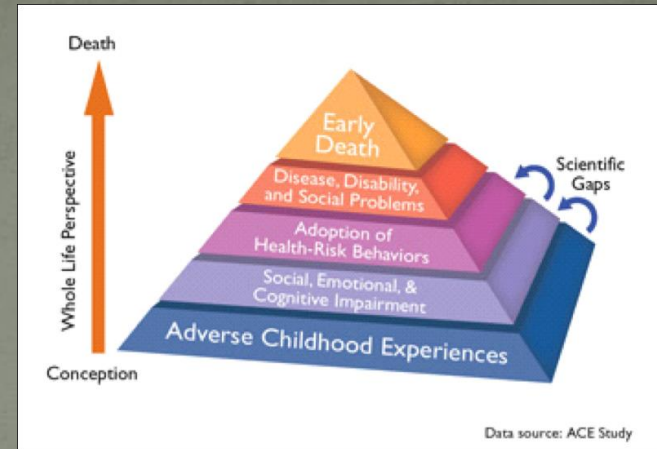 Death
Whole Life Perspective
Conception
Early
Death
Disease, Disability,
and Social Problems
Adoption of
Health-Risk Behaviors
Social, Emotional, &
Cognitive Impairment
Adverse Childhood Experiences
Scientific
Gaps
Data source: ACE Study